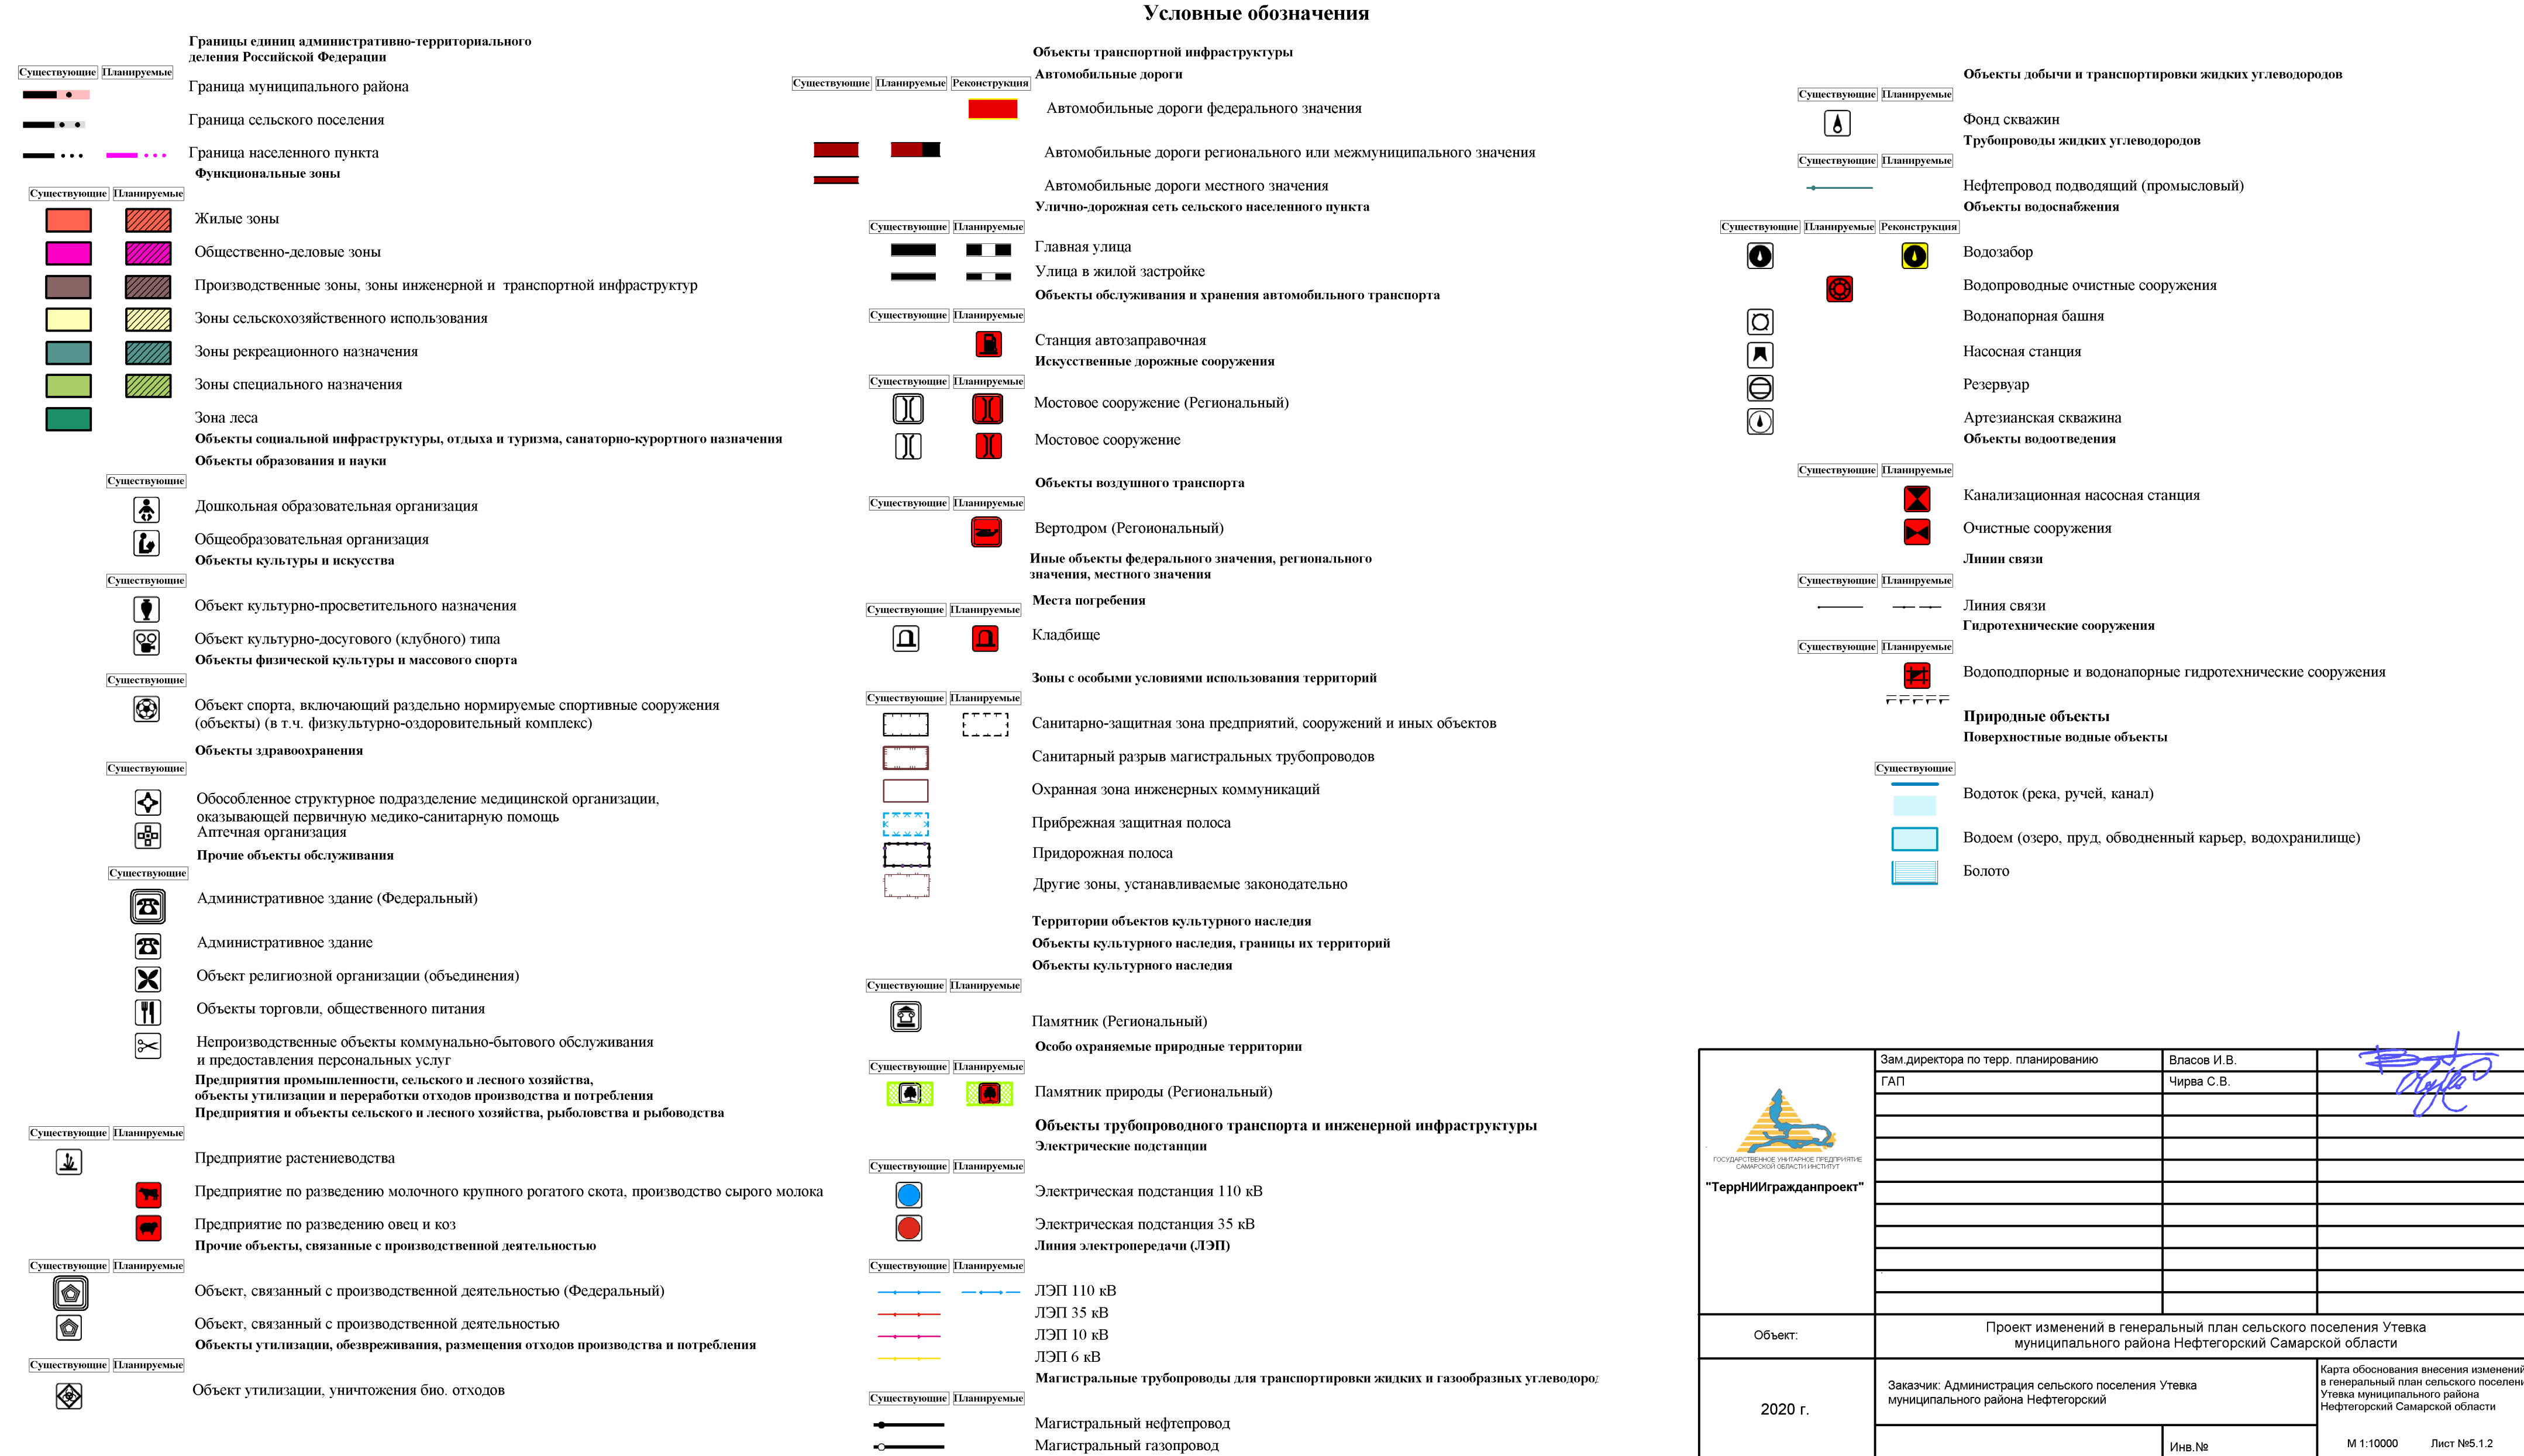 Условные обозначения
Границы единиц административно-территориального
деления Российской Федерации
Существующие Планируемые
Граница муниципального района
Граница сельского поселения
Граница населенного пункта
Функциональные зоны
Существующие Планируемые
Жилые зоны
Общественно-деловые зоны
Производственные зоны, зоны инженерной и транспортной инфраструктур
Зоны сельскохозяйственного использования
Зоны рекреационного назначения
Зоны специального назначения
Зона леса
Объекты социальной инфраструктуры, отдыха и туризма, санаторно-курортного назначения
Объекты образования и науки
Существующие
Дошкольная образовательная организация
Общеобразовательная организация
Объекты культуры и искусства
Существующие
Объект культурно-просветительного назначения
Объект культурно-досугового (клубного) типа
Объекты физической культуры и массового спорта
Существующие
Объект спорта, включающий раздельно нормируемые спортивные сооружения
(объекты) (в т.ч. физкультурно-оздоровительный комплекс)
Объекты здравоохранения
Существующие
Обособленное структурное подразделение медицинской организации,
оказывающей первичную медико-санитарную помощь
Аптечная организация
Прочие объекты обслуживания
Существующие
Административное здание (Федеральный)
Административное здание
Объект религиозной организации (объединения)
Объекты торговли, общественного питания
Непроизводственные объекты коммунально-бытового обслуживания
и предоставления персональных услуг
Предприятия промышленности, сельского и лесного хозяйства,
объекты утилизации и переработки отходов производства и потребления
Предприятия и объекты сельского и лесного хозяйства, рыболовства и рыбоводства
Существующие Планируемые
Предприятие растениеводства
Предприятие по разведению молочного крупного рогатого скота, производство сырого молока
Предприятие по разведению овец и коз
Прочие объекты, связанные с производственной деятельностью
Существующие Планируемые
Объект, связанный с производственной деятельностью (Федеральный)
Объект, связанный с производственной деятельностью
Объекты утилизации, обезвреживания, размещения отходов производства и потребления
Существующие Планируемые
Объект утилизации, уничтожения био. отходов
Объекты транспортной инфраструктуры
Автомобильные дороги
Существующие Планируемые Реконструкция
Автомобильные дороги федерального значения
Автомобильные дороги регионального или межмуниципального значения
Автомобильные дороги местного значения
Улично-дорожная сеть сельского населенного пункта
Существующие Планируемые
Главная улица
Улица в жилой застройке
Объекты обслуживания и хранения автомобильного транспорта
Существующие Планируемые
Станция автозаправочная
Искусственные дорожные сооружения
Существующие Планируемые
Мостовое сооружение (Региональный)
Мостовое сооружение
Объекты воздушного транспорта
Существующие Планируемые
Вертодром (Регоиональный)
Иные объекты федерального значения, регионального
значения, местного значения
Места погребения
Существующие Планируемые
Кладбище
Зоны с особыми условиями использования территорий
Существующие Планируемые
Санитарно-защитная зона предприятий, сооружений и иных объектов
Санитарный разрыв магистральных трубопроводов
Охранная зона инженерных коммуникаций
Прибрежная защитная полоса
Придорожная полоса
Другие зоны, устанавливаемые законодательно
Территории объектов культурного наследия
Объекты культурного наследия, границы их территорий
Объекты культурного наследия
Существующие Планируемые
Памятник (Региональный)
Особо охраняемые природные территории
Существующие Планируемые
Памятник природы (Региональный)
Объекты трубопроводного транспорта и инженерной инфраструктуры
Электрические подстанции
Существующие Планируемые
Электрическая подстанция 110 кВ
Электрическая подстанция 35 кВ
Линия электропередачи (ЛЭП)
Существующие Планируемые
ЛЭП 110 кВ
ЛЭП 35 кВ
ЛЭП 10 кВ
ЛЭП 6 кВ
Магистральные трубопроводы для транспортировки жидких и газообразных углеводород
Существующие Планируемые
Магистральный нефтепровод
Магистральный газопровод
Объекты добычи и транспортировки жидких углеводородов
Существующие Планируемые
Фонд скважин
Трубопроводы жидких углеводородов
Существующие Планируемые
Нефтепровод подводящий (промысловый)
Объекты водоснабжения
Существующие Планируемые Реконструкция
Водозабор
Водопроводные очистные сооружения
Водонапорная башня
Насосная станция
Резервуар
Артезианская скважина
Объекты водоотведения
Существующие Планируемые
Канализационная насосная станция
Очистные сооружения
Линии связи
Существующие Планируемые
Линия связи
Гидротехнические сооружения
Существующие Планируемые
Водоподпорные и водонапорные гидротехнические сооружения
Природные объекты
Поверхностные водные объекты
Существующие
Водоток (река, ручей, канал)
Водоем (озеро, пруд, обводненный карьер, водохранилище)
Болото
Зам.директора по терр. планированию Власов И.В.
ГАП Чирва С.В.
ГОСУДАРСТВЕННОЕ УНИТАРНОЕ ПРЕДПРИЯТИЕ
САМАРСКОЙ ОБЛАСТИ ИНСТИТУТ
"ТеррНИИгражданпроект"
Объект:
Проект изменений в генеральный план сельского поселения Утевка
муниципального района Нефтегорский Самарской области
2020 г.
Заказчик: Администрация сельского поселения Утевка
муниципального района Нефтегорский
Карта обоснования внесения изменений
в генеральный план сельского поселени
Утевка муниципального района
Нефтегорский Самарской области
Инв.№
М 1:10000 Лист №5.1.2